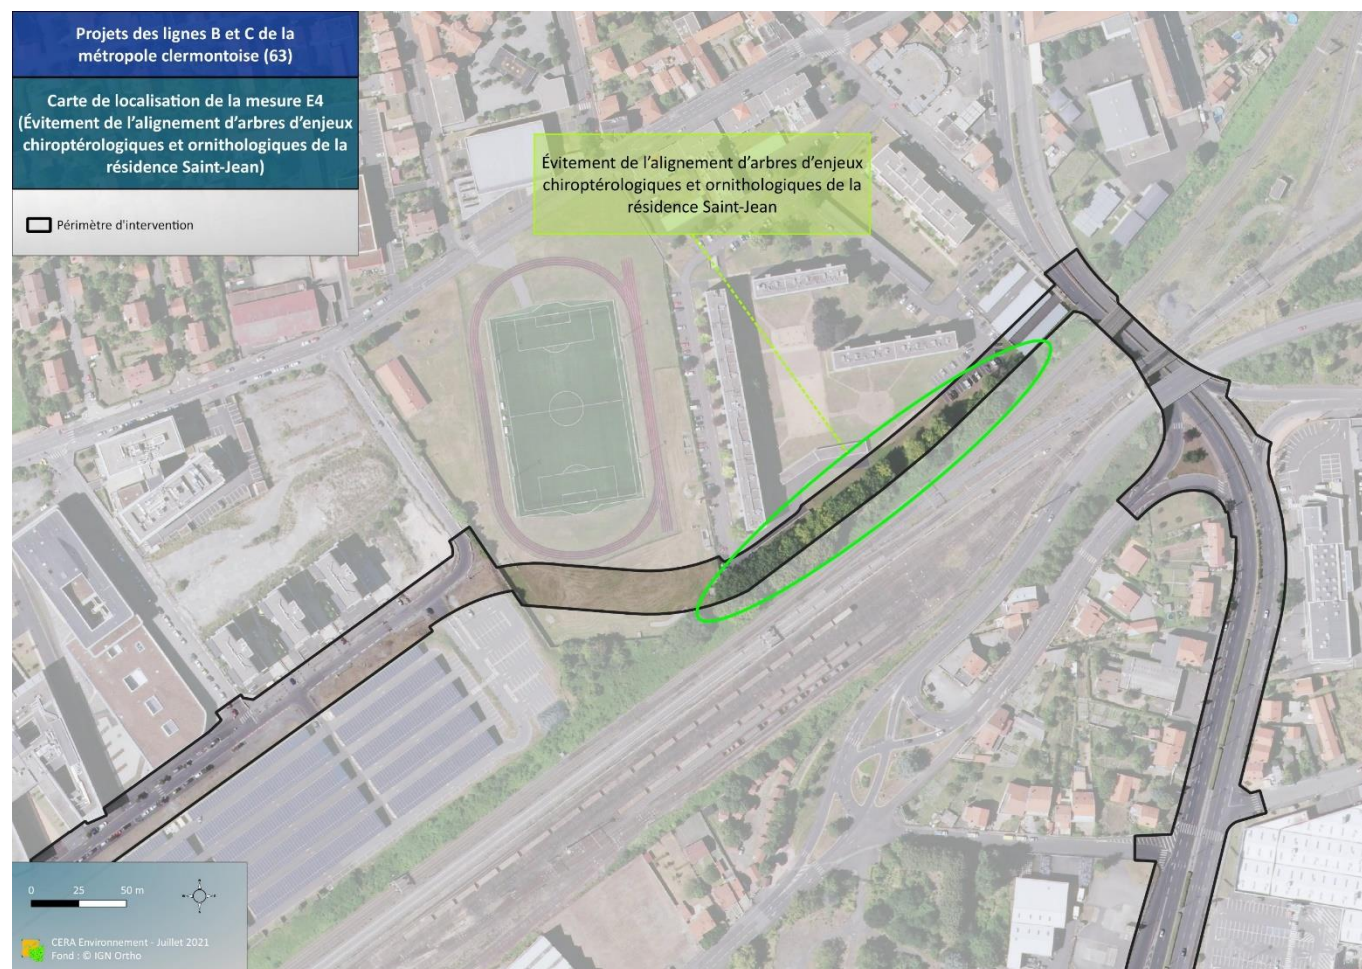 Projets des lignes B et C de la
métropole clermontoise (63)
Carte de localisation de la mesure E4
(Évitement de l'alignement d'arbres d'enjeux
chiroptérologiques et ornithologiques de la
résidence Saint-Jean)
Périmètre d'intervention
Évitement de l'alignement d'arbres d'enjeux
chiroptérologiques et ornithologiques de la
résidence Saint-Jean
0 25 50 m
CERA Environnement - Juillet 2021
Fond : © IGN Ortho